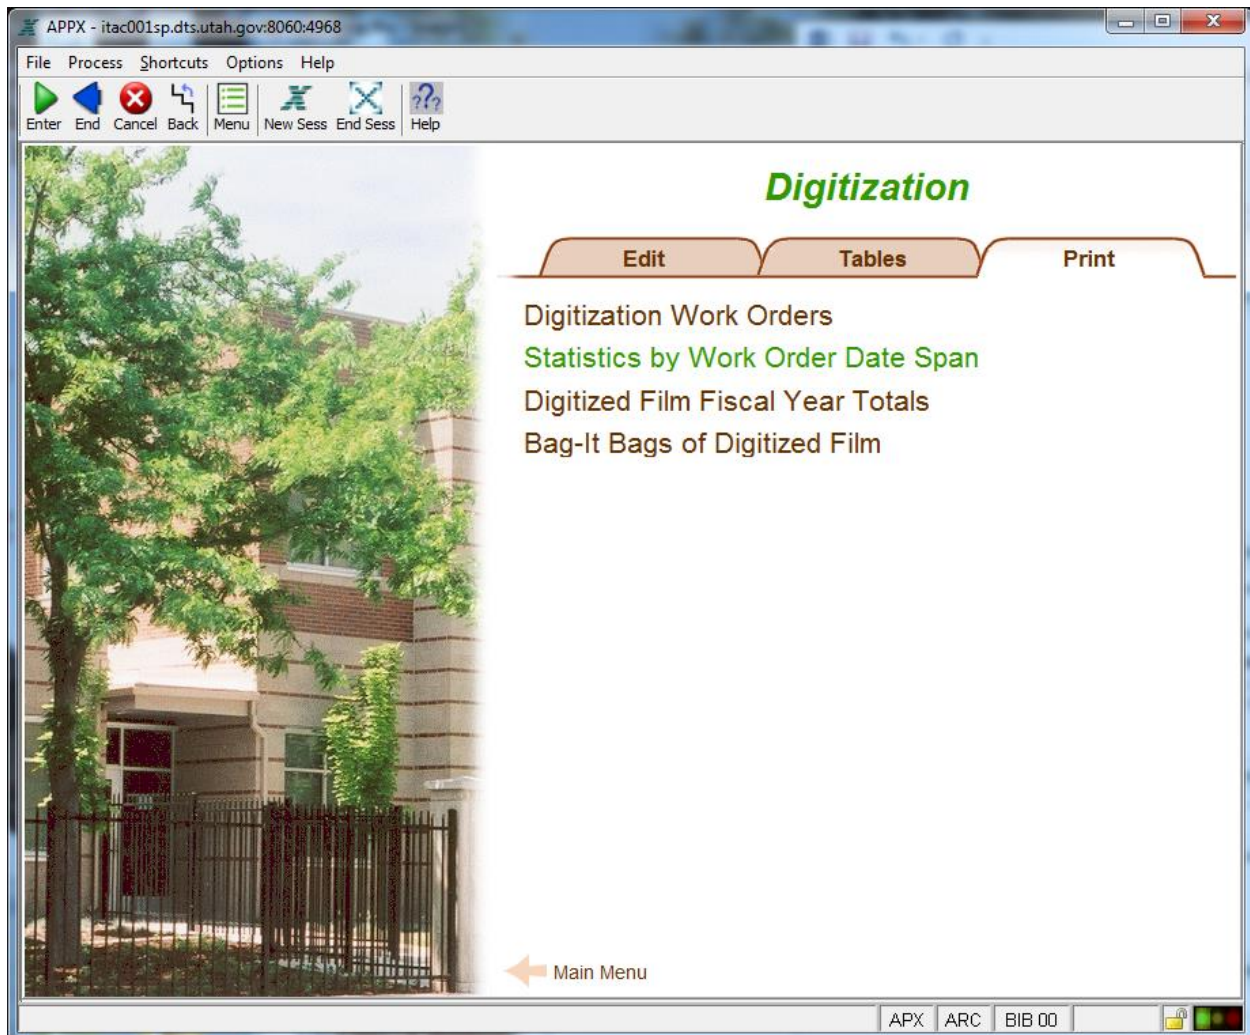 APPX - itac001sp.dts.utah.gov:8060:4968
File Process Shortcuts Options Help
Enter End Cancel Back Menu New Sess End Sess Help
Digitization
Edit Tables Print
Digitization Work Orders
Statistics by Work Order Date Span
Digitized Film Fiscal Year Totals
Bag-It Bags of Digitized Film
Main Menu
APX ARC BIB 00